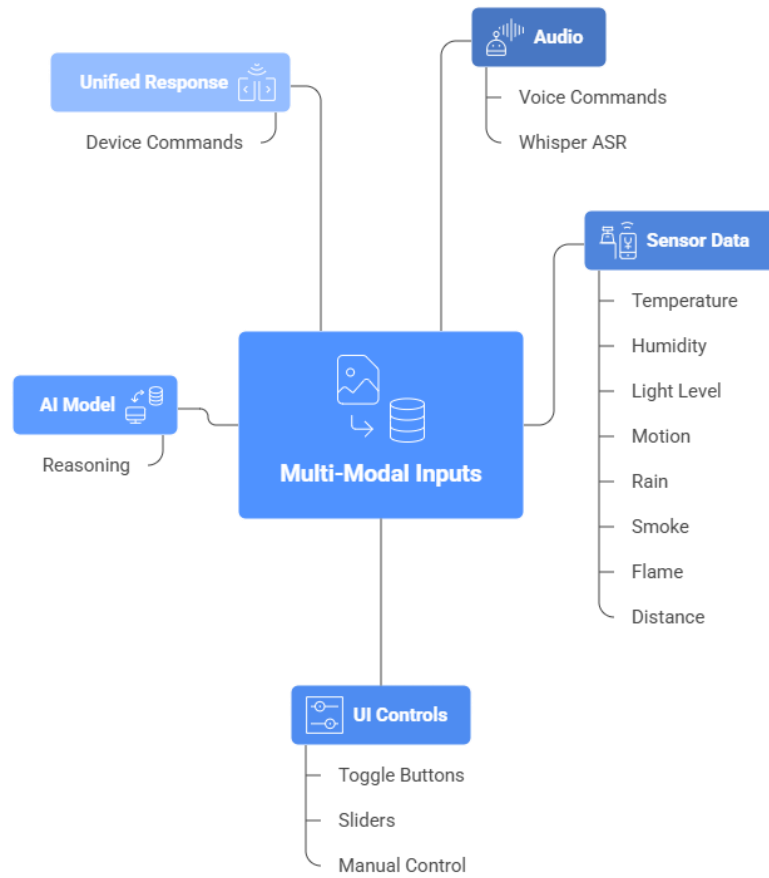 Audio
Voice Commands
Whisper ASR
Unified Response
Device Commands
Sensor Data
Temperature
Humidity
Light Level
Motion
Rain
Smoke
Flame
Distance
AI Model
Reasoning
Multi-Modal Inputs
UI Controls
Toggle Buttons
Sliders
Manual Control